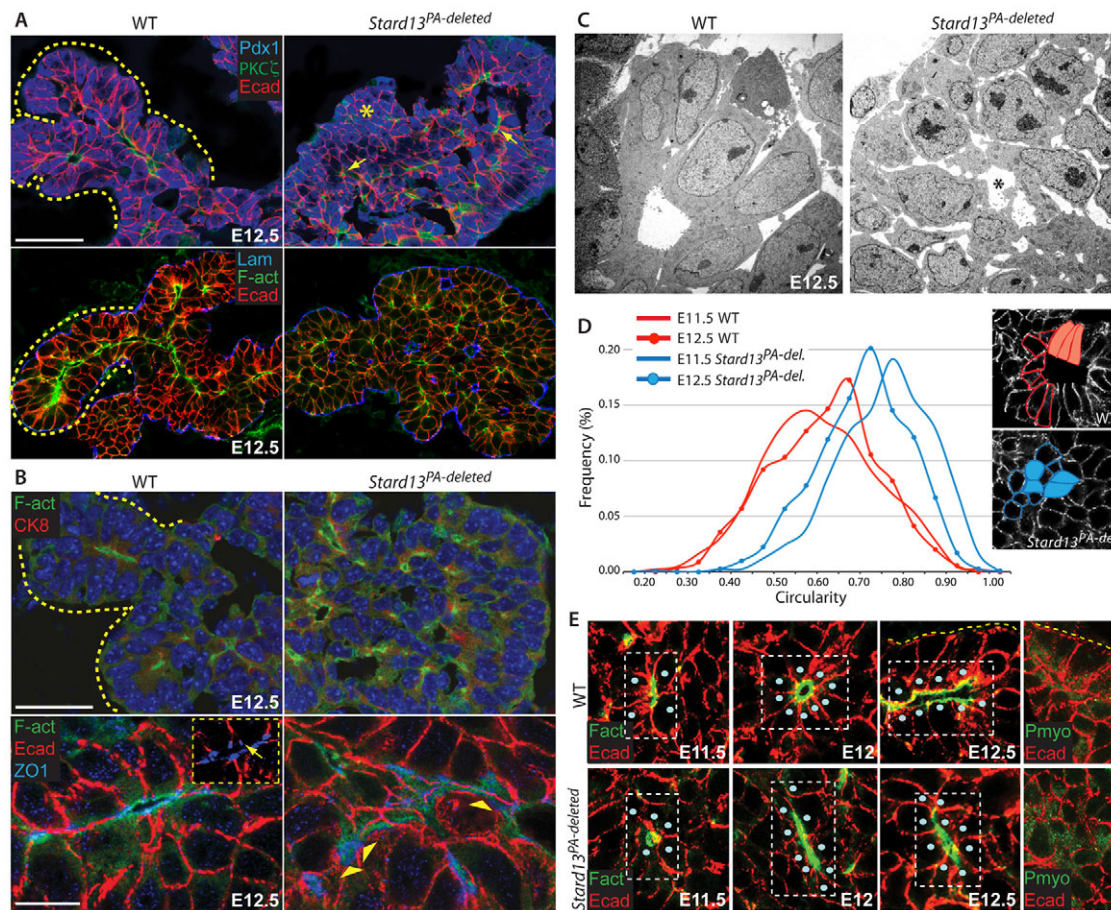 A
WT
Stard13PA-deleted
Pdx1
PKCζ
Ecad
*
E12.5
Lam
F-act
Ecad
E12.5
B
WT
Stard13PA-deleted
F-act
CK8
E12.5
F-act
Ecad
ZO1
E12.5
C
WT
Stard13PA-deleted
E12.5
*
D
E11.5 WT
E12.5 WT
E11.5 Stard13PA-del.
E12.5 Stard13PA-del.
Frequency (%)
0.20
0.15
0.10
0.05
0.00
0.20 0.30 0.40 0.50 0.60 0.70 0.80 0.90 1.00
Circularity
Stard13PA-de
E
WT
E11.5
E12
E12.5
Fact
Ecad
Pmyo
Ecad
Stard13PA-deleted
Fact
Ecad
E11.5
E12
E12.5
Pmyo
Ecad